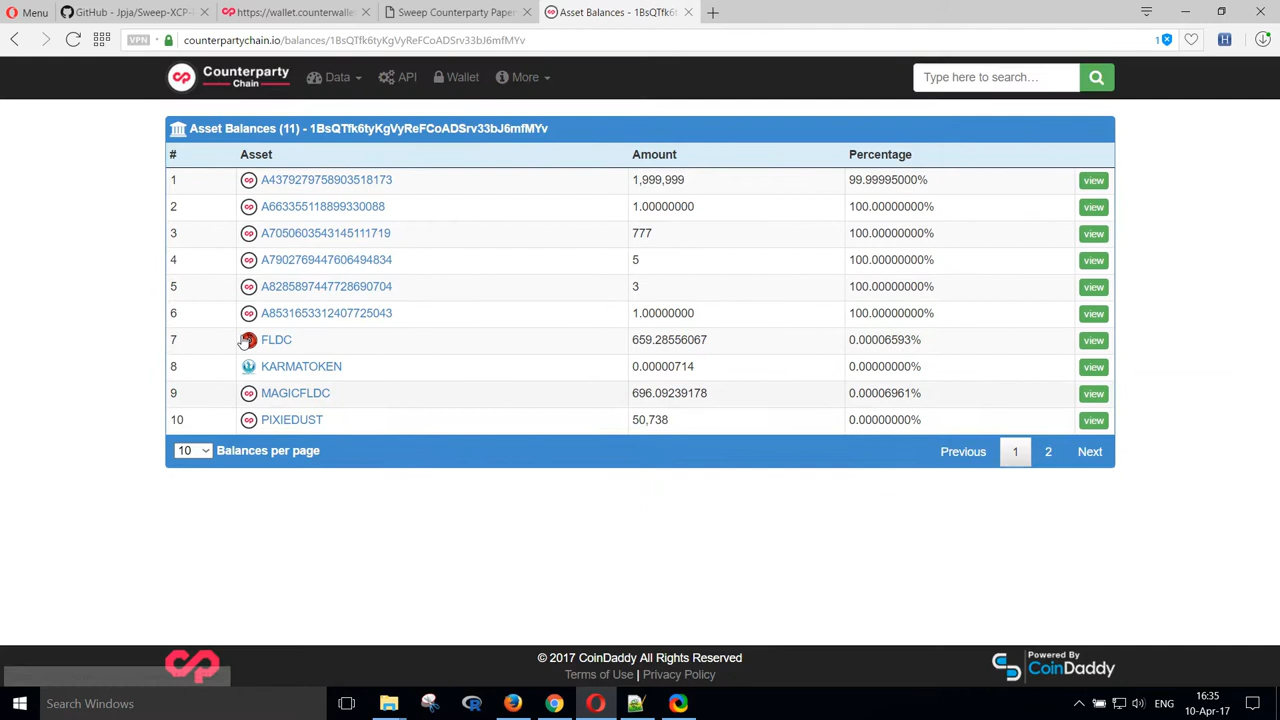 Menu
GitHub - Jpja/Sweep-XCP-
https://wallet.counterwalle
Sweep Counterparty Paper
Asset Balances - 1BsQTfk6t
VPN
counterpartychain.io/balances/1BsQTfk6tyKgVyReFCoADSrv33bJ6mfMYv
1
H
Counterparty
Chain
Data
API
Wallet
More
Type here to search…
Asset Balances (11) - 1BsQTfk6tyKgVyReFCoADSrv33bJ6mfMYv
# Asset Amount Percentage
1 A4379279758903518173 1,999,999 99.99995000% view
2 A663355118899330088 1.00000000 100.00000000% view
3 A7050603543145111719 777 100.00000000% view
4 A7902769447606494834 5 100.00000000% view
5 A8285897447728690704 3 100.00000000% view
6 A8531653312407725043 1.00000000 100.00000000% view
7 FLDC 659.28556067 0.00006593% view
8 KARMATOKEN 0.00000714 0.00000000% view
9 MAGICFLDC 696.09239178 0.00006961% view
10 PIXIEDUST 50,738 0.00000000% view
10 Balances per page Previous 1 2 Next
© 2017 CoinDaddy All Rights Reserved
Terms of Use | Privacy Policy
Powered By
CoinDaddy
Search Windows
ENG
16:35
10-Apr-17